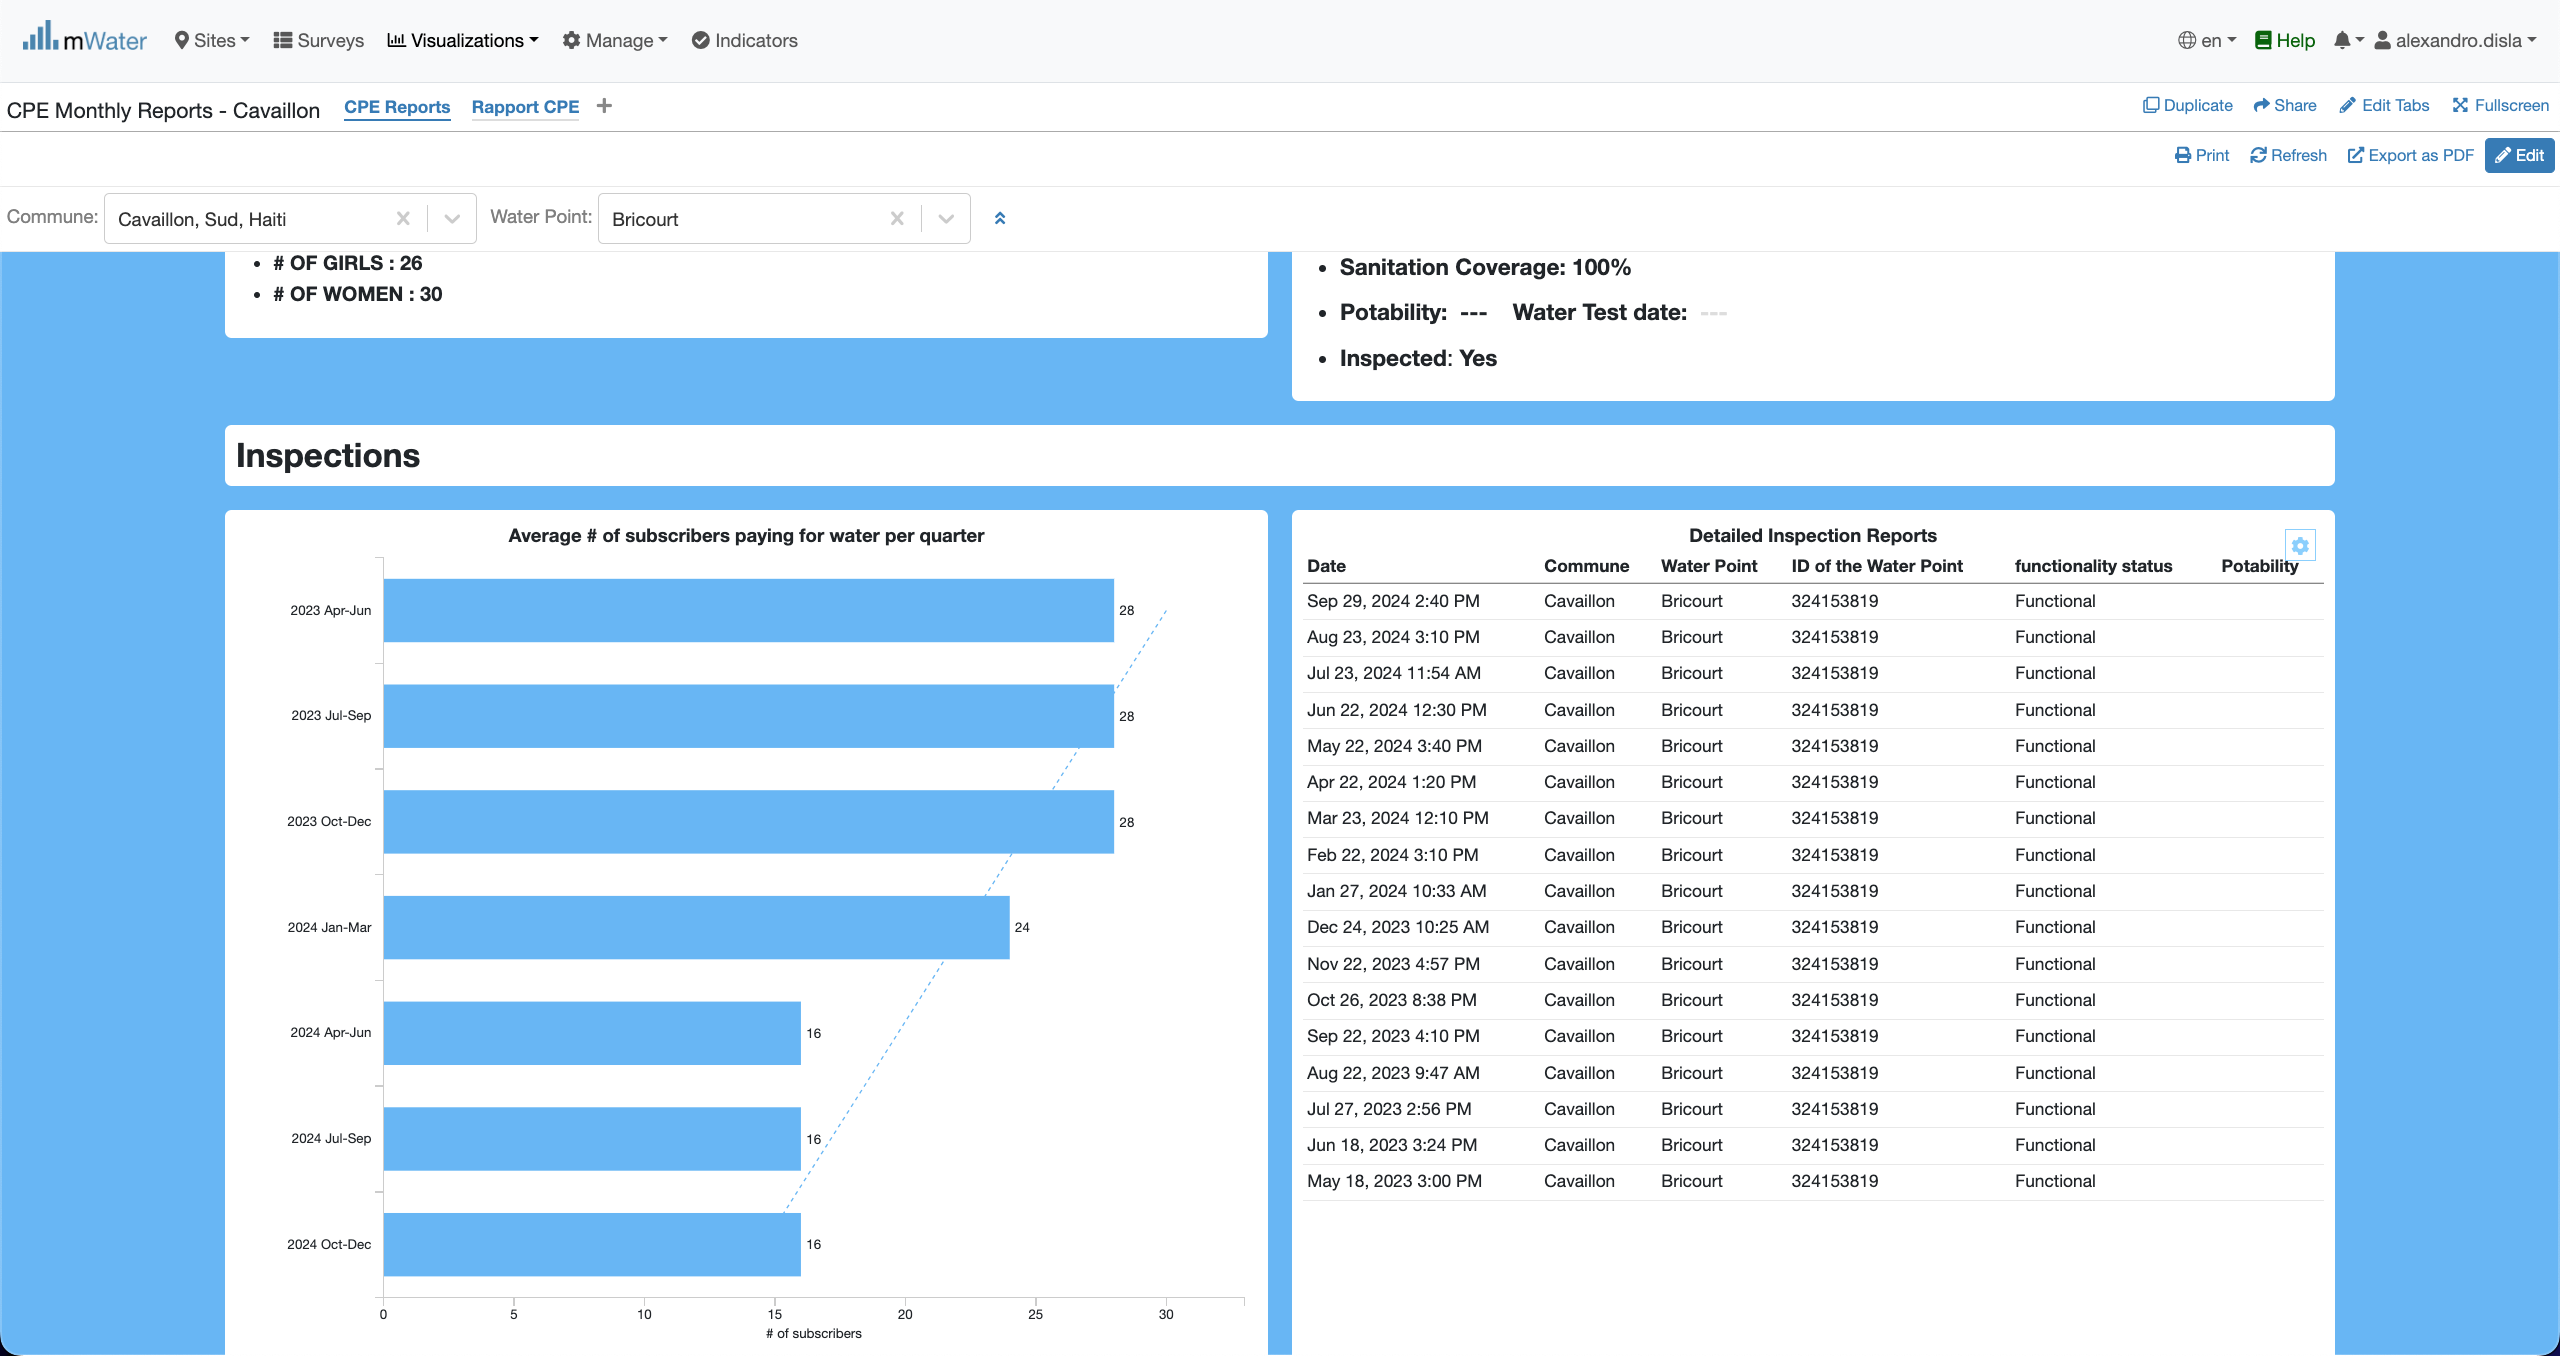 mWater Sites Surveys Visualizations Manage Indicators en Help alexandro.disla
CPE Monthly Reports - Cavaillon CPE Reports Rapport CPE + Duplicate Share Edit Tabs Fullscreen
Print Refresh Export as PDF Edit
Commune: Cavaillon, Sud, Haiti Water Point: Bricourt
• # OF GIRLS : 26
• # OF WOMEN : 30
• Sanitation Coverage: 100%
• Potability: --- Water Test date: ---
• Inspected: Yes
Inspections
Average # of subscribers paying for water per quarter
2023 Apr-Jun 28
2023 Jul-Sep 28
2023 Oct-Dec 28
2024 Jan-Mar 24
2024 Apr-Jun 16
2024 Jul-Sep 16
2024 Oct-Dec 16
0 5 10 15 20 25 30
# of subscribers
Detailed Inspection Reports
Date Commune Water Point ID of the Water Point functionality status Potability
Sep 29, 2024 2:40 PM Cavaillon Bricourt 324153819 Functional
Aug 23, 2024 3:10 PM Cavaillon Bricourt 324153819 Functional
Jul 23, 2024 11:54 AM Cavaillon Bricourt 324153819 Functional
Jun 22, 2024 12:30 PM Cavaillon Bricourt 324153819 Functional
May 22, 2024 3:40 PM Cavaillon Bricourt 324153819 Functional
Apr 22, 2024 1:20 PM Cavaillon Bricourt 324153819 Functional
Mar 23, 2024 12:10 PM Cavaillon Bricourt 324153819 Functional
Feb 22, 2024 3:10 PM Cavaillon Bricourt 324153819 Functional
Jan 27, 2024 10:33 AM Cavaillon Bricourt 324153819 Functional
Dec 24, 2023 10:25 AM Cavaillon Bricourt 324153819 Functional
Nov 22, 2023 4:57 PM Cavaillon Bricourt 324153819 Functional
Oct 26, 2023 8:38 PM Cavaillon Bricourt 324153819 Functional
Sep 22, 2023 4:10 PM Cavaillon Bricourt 324153819 Functional
Aug 22, 2023 9:47 AM Cavaillon Bricourt 324153819 Functional
Jul 27, 2023 2:56 PM Cavaillon Bricourt 324153819 Functional
Jun 18, 2023 3:24 PM Cavaillon Bricourt 324153819 Functional
May 18, 2023 3:00 PM Cavaillon Bricourt 324153819 Functional